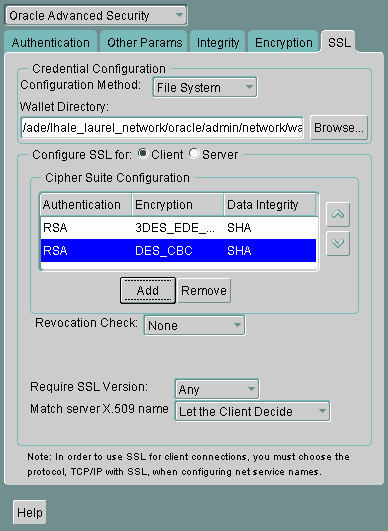 Oracle Advanced Security
Authentication Other Params Integrity Encryption SSL
Credential Configuration
Configuration Method: File System
Wallet Directory:
/ade/lhale_laurel_network/oracle/admin/network/wa Browse...
Configure SSL for: Client Server
Cipher Suite Configuration
Authentication Encryption Data Integrity
RSA 3DES_EDE_... SHA
RSA DES_CBC SHA
Add Remove
Revocation Check: None
Require SSL Version: Any
Match server X.509 name Let the Client Decide
Note: In order to use SSL for client connections, you must choose the
protocol, TCP/IP with SSL, when configuring net service names.
Help